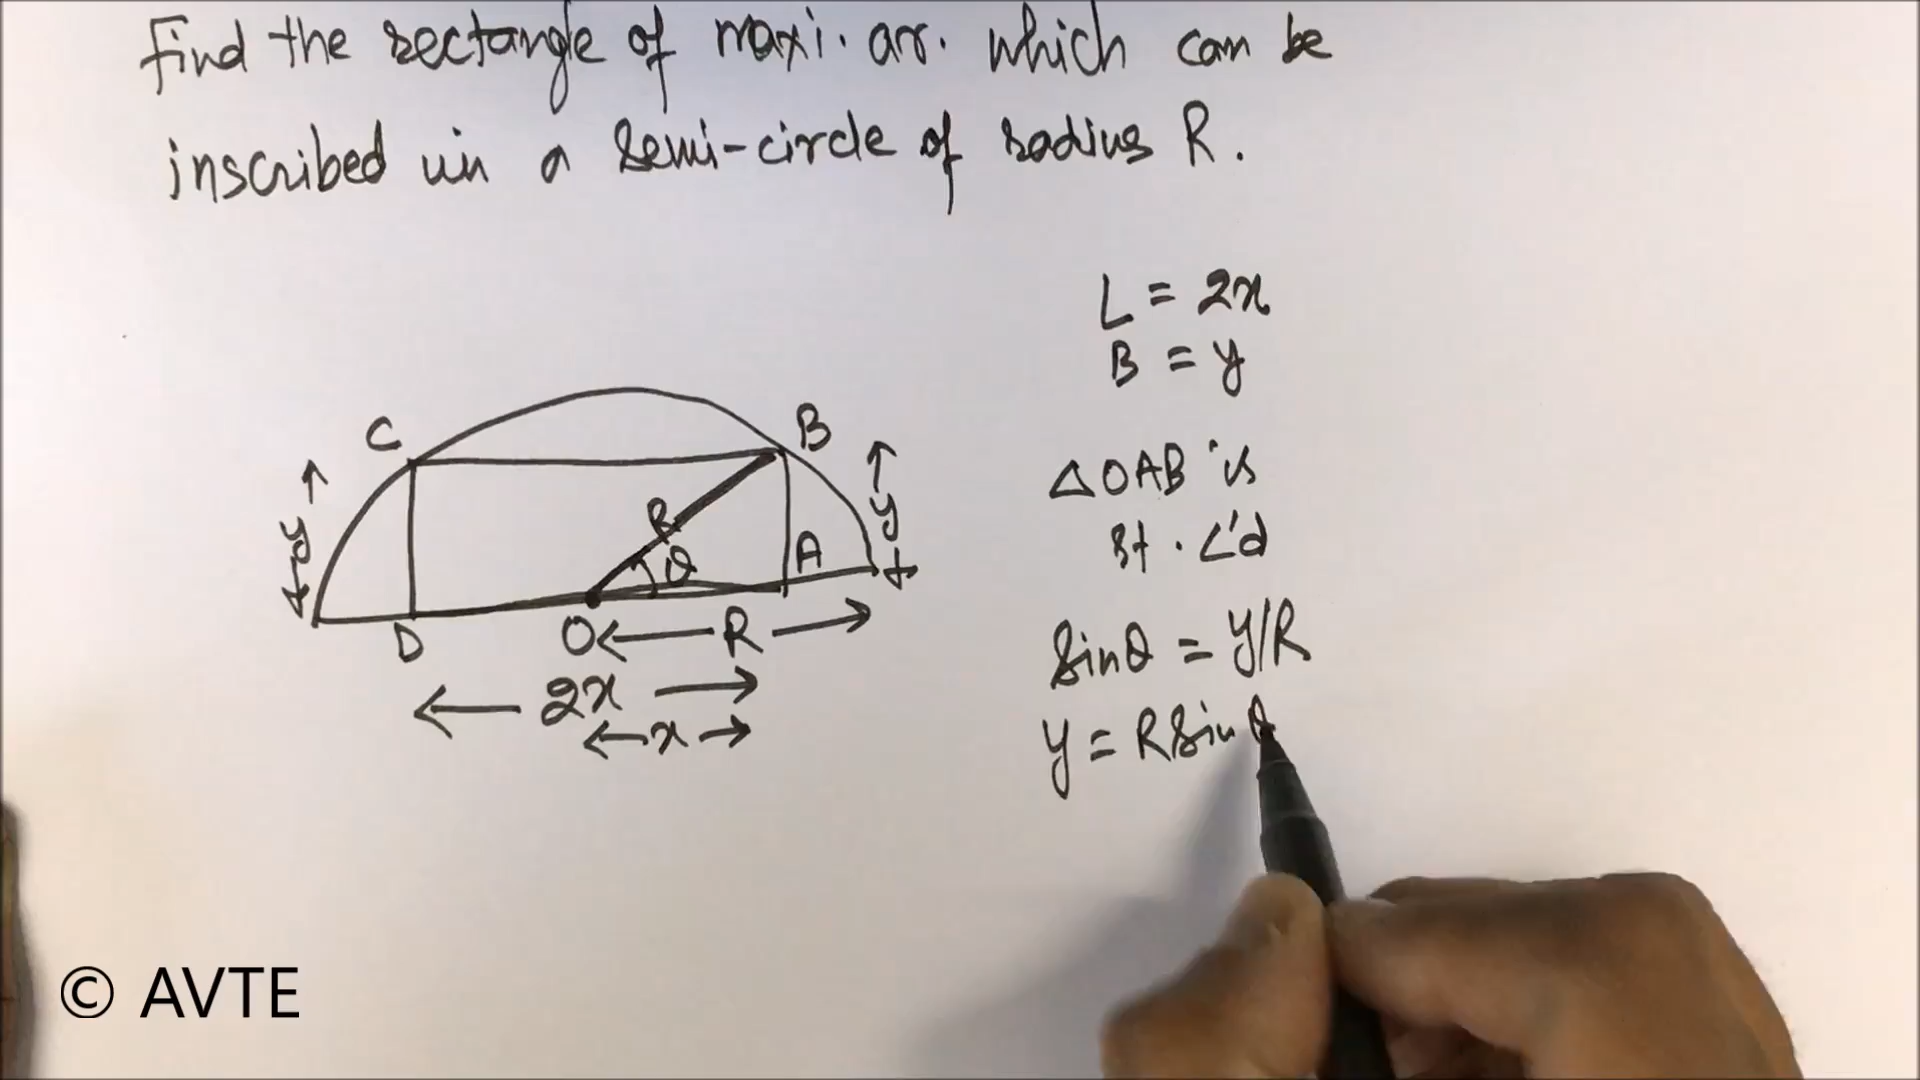 Find the rectangle of maxi. ar. which can be
inscribed in a semi-circle of radius R.
L = 2x
B = y
C
B
△OAB is
y
R
θ
A
y
rt. ∠'d
D
O
R
sinθ = y/R
2x
x
y = R sin θ
© AVTE